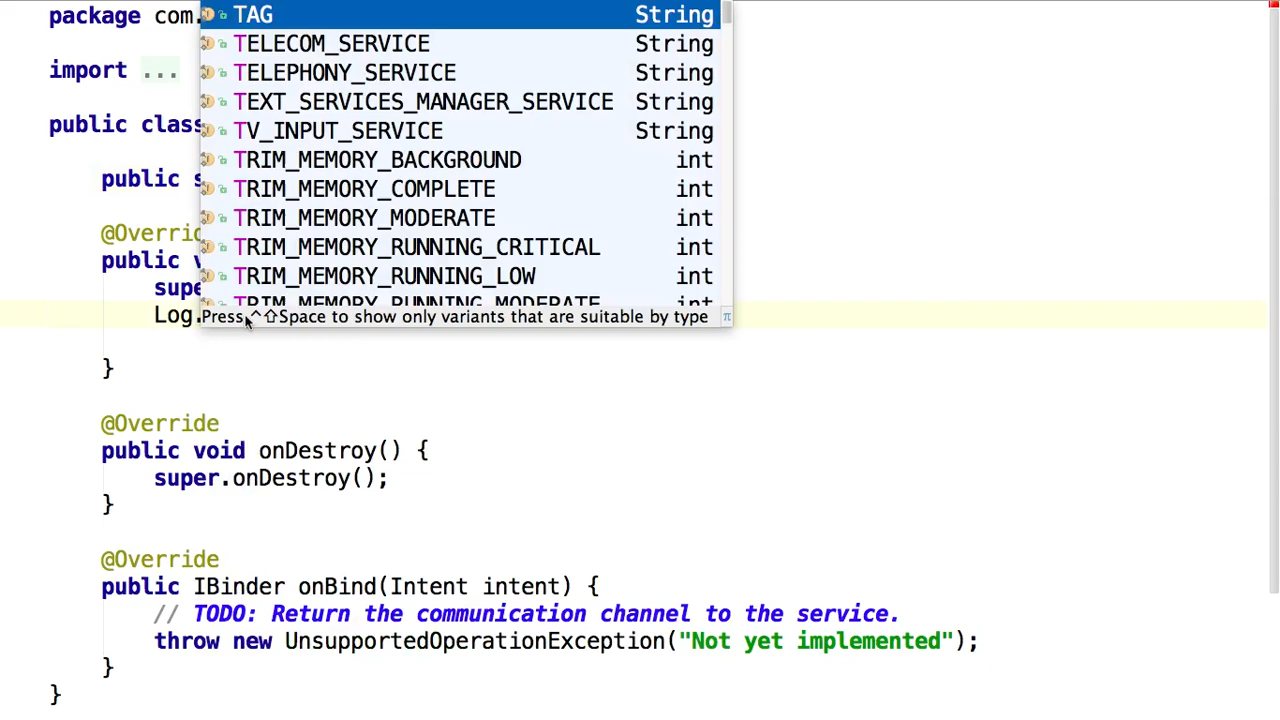 package com.
TAG String
TELECOM_SERVICE String
import ...
TELEPHONY_SERVICE String
TEXT_SERVICES_MANAGER_SERVICE String
public class
TV_INPUT_SERVICE String
TRIM_MEMORY_BACKGROUND int
public s
TRIM_MEMORY_COMPLETE int
TRIM_MEMORY_MODERATE int
@Overrid
TRIM_MEMORY_RUNNING_CRITICAL int
public v
TRIM_MEMORY_RUNNING_LOW int
supe
TRIM_MEMORY_RUNNING_MODERATE int
Log.
Press ^⇧Space to show only variants that are suitable by type π
}
@Override
public void onDestroy() {
super.onDestroy();
}
@Override
public IBinder onBind(Intent intent) {
// TODO: Return the communication channel to the service.
throw new UnsupportedOperationException("Not yet implemented");
}
}